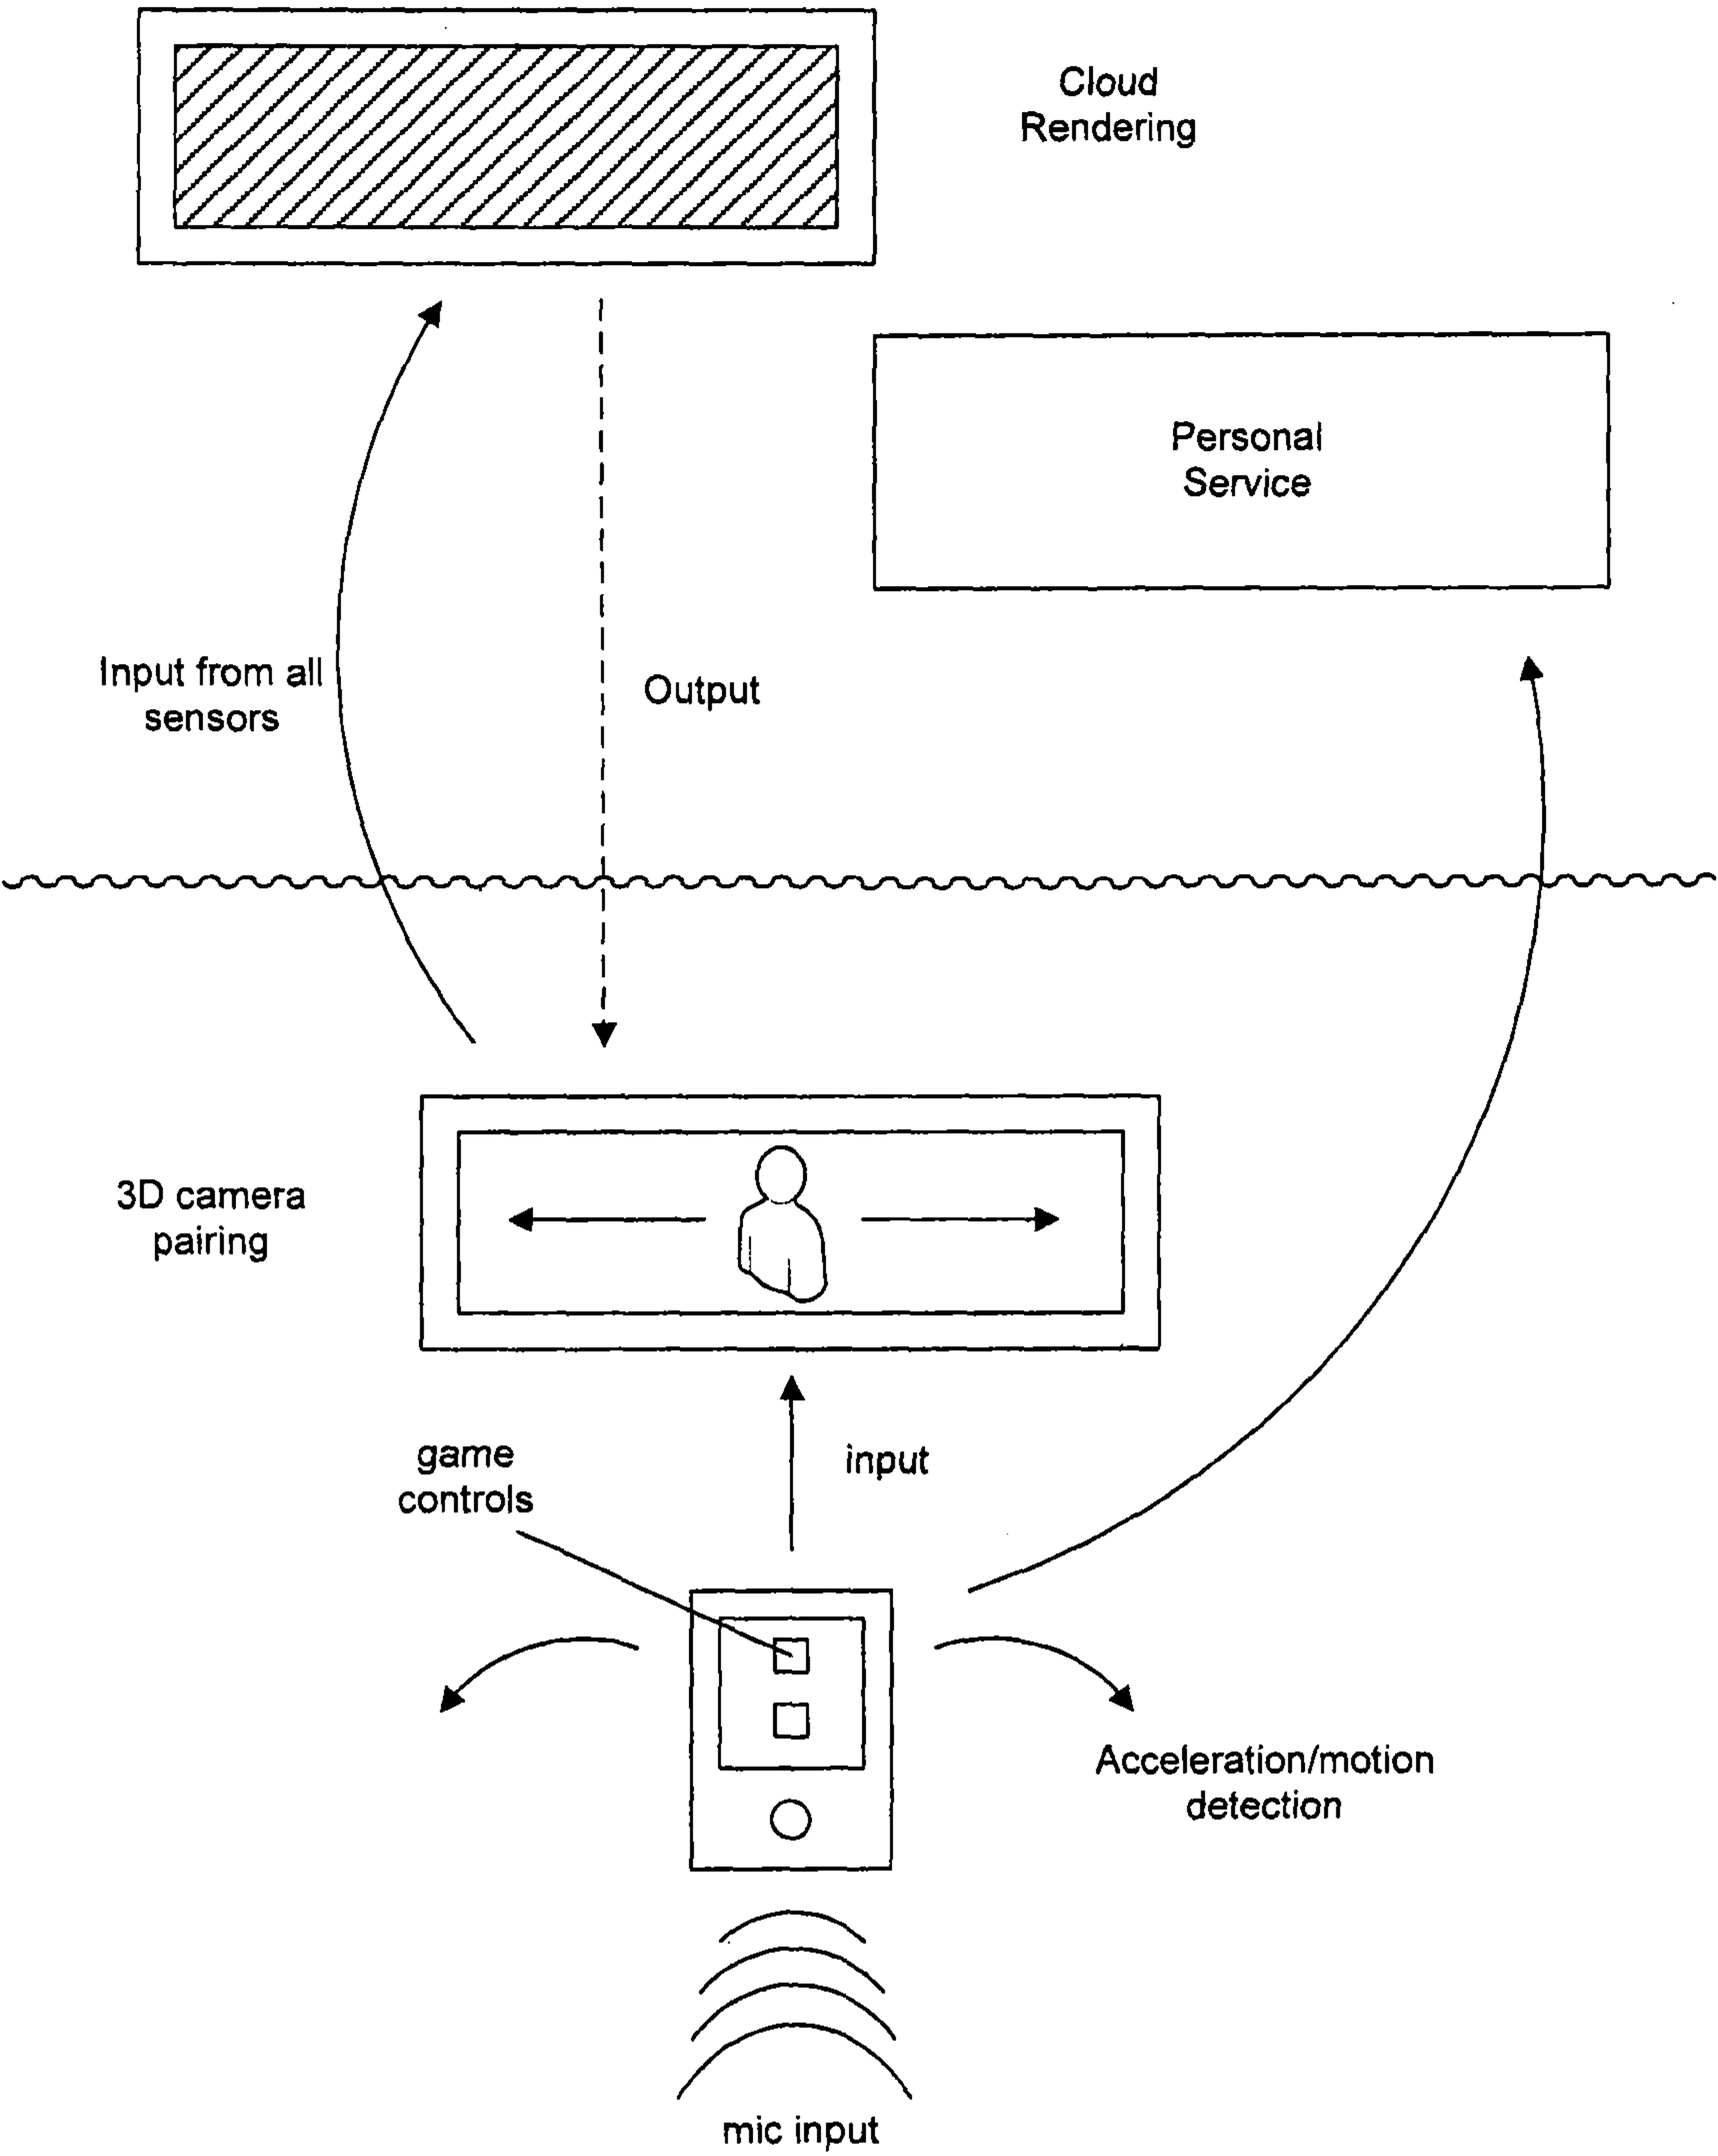 Cloud
Rendering
Personal
Service
Input from all
sensors
Output
3D camera
pairing
game
controls
input
Acceleration/motion
detection
mic input